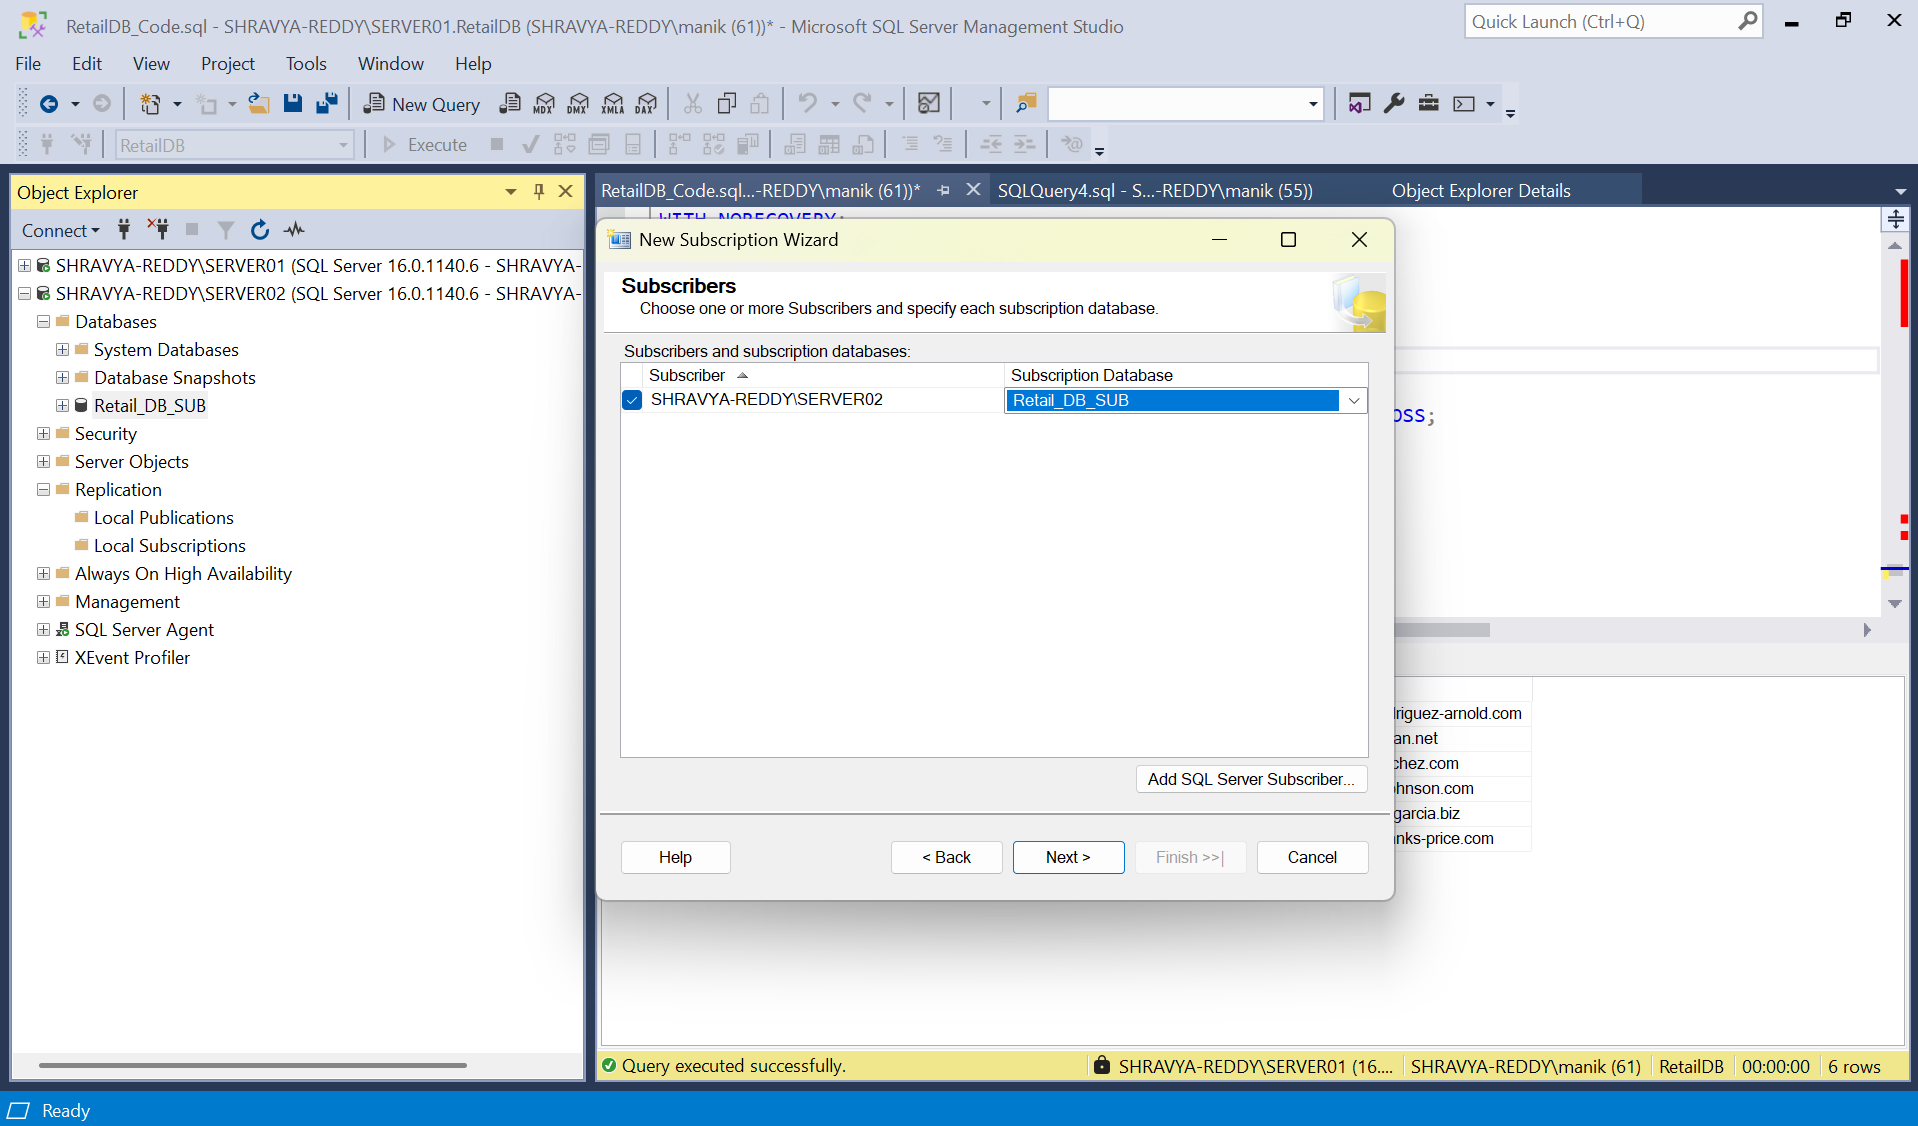 RetailDB_Code.sql - SHRAVYA-REDDY\SERVER01.RetailDB (SHRAVYA-REDDY\manik (61))* - Microsoft SQL Server Management Studio
Quick Launch (Ctrl+Q)
File Edit View Project Tools Window Help
New Query MDX DMX XMLA DAX
RetailDB Execute
Object Explorer
RetailDB_Code.sql...-REDDY\manik (61))* SQLQuery4.sql - S...-REDDY\manik (55)) Object Explorer Details
Connect
WITH NORECOVERY;
SHRAVYA-REDDY\SERVER01 (SQL Server 16.0.1140.6 - SHRAVYA-
SHRAVYA-REDDY\SERVER02 (SQL Server 16.0.1140.6 - SHRAVYA-
Databases
System Databases
Database Snapshots
Retail_DB_SUB
Security
Server Objects
Replication
Local Publications
Local Subscriptions
Always On High Availability
Management
SQL Server Agent
XEvent Profiler
New Subscription Wizard
Subscribers
Choose one or more Subscribers and specify each subscription database.
Subscribers and subscription databases:
Subscriber Subscription Database
SHRAVYA-REDDY\SERVER02 Retail_DB_SUB
Add SQL Server Subscriber...
Help < Back Next > Finish >>| Cancel
oss;
driguez-arnold.com
an.net
chez.com
ohnson.com
garcia.biz
anks-price.com
Query executed successfully. SHRAVYA-REDDY\SERVER01 (16.... SHRAVYA-REDDY\manik (61) RetailDB 00:00:00 6 rows
Ready